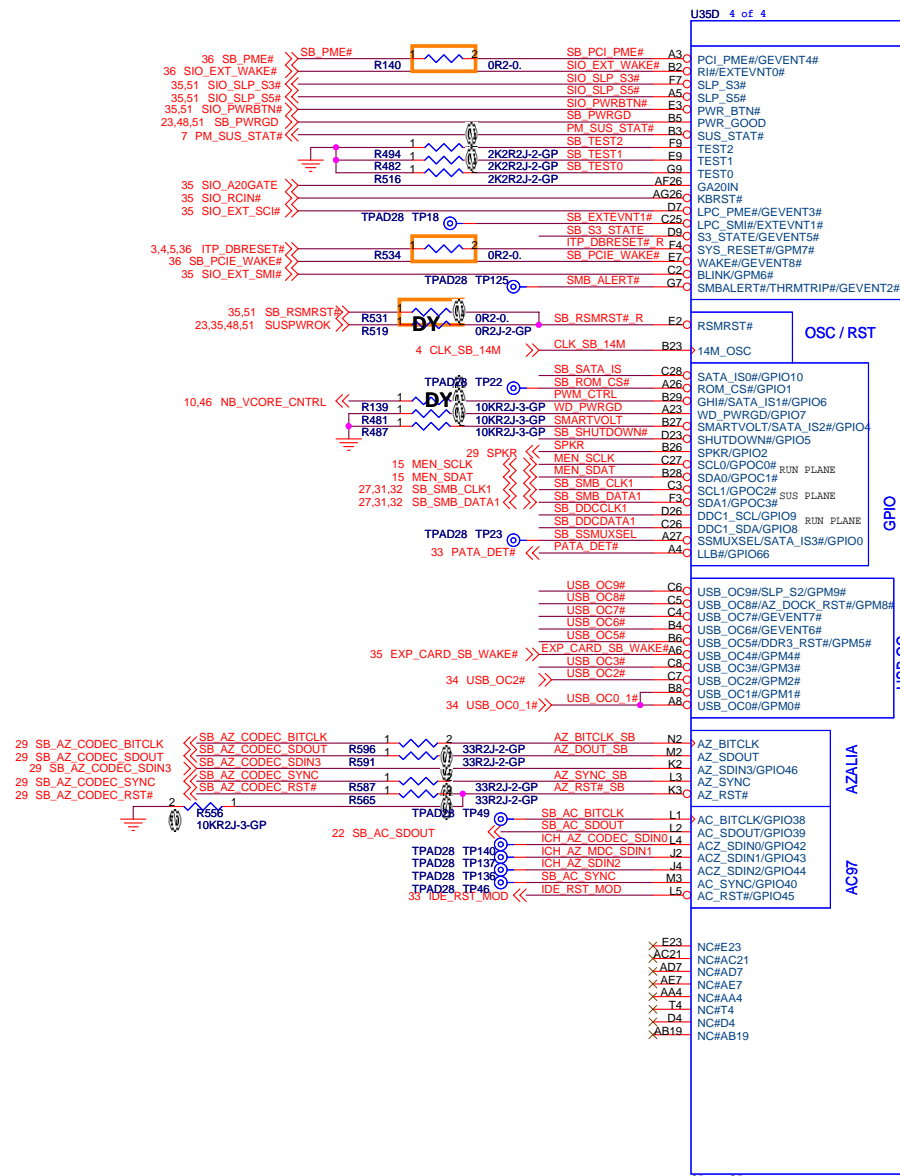 U35D 4 of 4
36 SB_PME# SB_PME# 1 2 SB_PCI_PME# A3 PCI_PME#/GEVENT4#
R140 0R2-0.
36 SIO_EXT_WAKE# SIO_EXT_WAKE# B2 RI#/EXTEVNT0#
35,51 SIO_SLP_S3# SIO_SLP_S3# F7 SLP_S3#
35,51 SIO_SLP_S5# SIO_SLP_S5# A5 SLP_S5#
35,51 SIO_PWRBTN# SIO_PWRBTN# E3 PWR_BTN#
23,48,51 SB_PWRGD SB_PWRGD B5 PWR_GOOD
7 PM_SUS_STAT# PM_SUS_STAT# B3 SUS_STAT#
1 SB_TEST2 F9 TEST2
R494 2K2R2J-2-GP
1 SB_TEST1 E9 TEST1
R482 2K2R2J-2-GP
1 SB_TEST0 G9 TEST0
R516 2K2R2J-2-GP
35 SIO_A20GATE AF26 GA20IN
35 SIO_RCIN# AG26 KBRST#
35 SIO_EXT_SCI# D7 LPC_PME#/GEVENT3#
TPAD28 TP18 SB_EXTEVNT1# C25 LPC_SMI#/EXTEVNT1#
SB_S3_STATE D9 S3_STATE/GEVENT5#
3,4,5,36 ITP_DBRESET# 1 2 ITP_DBRESET#_R F4 SYS_RESET#/GPM7#
R534 0R2-0.
36 SB_PCIE_WAKE# SB_PCIE_WAKE# E7 WAKE#/GEVENT8#
35 SIO_EXT_SMI# C2 BLINK/GPM6#
TPAD28 TP125 SMB_ALERT# G7 SMBALERT#/THRMTRIP#/GEVENT2#
35,51 SB_RSMRST# 1
R531 0R2-0. SB_RSMRST#_R E2 RSMRST#
23,35,48,51 SUSPWROK 1 DY
R519 0R2J-2-GP
OSC / RST
4 CLK_SB_14M CLK_SB_14M B23 14M_OSC
SB_SATA_IS C28 SATA_IS0#/GPIO10
TPAD28 TP22 SB_ROM_CS# A26 ROM_CS#/GPIO1
10,46 NB_VCORE_CNTRL 1 DY PWM_CTRL B29 GHI#/SATA_IS1#/GPIO6
R139 10KR2J-3-GP
1 WD_PWRGD A23 WD_PWRGD/GPIO7
R481 10KR2J-3-GP
1 SMARTVOLT B27 SMARTVOLT/SATA_IS2#/GPIO4
R487 10KR2J-3-GP
SB_SHUTDOWN# D23 SHUTDOWN#/GPIO5
29 SPKR SPKR B26 SPKR/GPIO2
15 MEN_SCLK MEN_SCLK C27 SCL0/GPOC0# RUN PLANE
15 MEN_SDAT MEN_SDAT B28 SDA0/GPOC1#
27,31,32 SB_SMB_CLK1 SB_SMB_CLK1 C3 SCL1/GPOC2# SUS PLANE
27,31,32 SB_SMB_DATA1 SB_SMB_DATA1 F3 SDA1/GPOC3#
SB_DDCCLK1 D26 DDC1_SCL/GPIO9 RUN PLANE
SB_DDCDATA1 C26 DDC1_SDA/GPIO8
TPAD28 TP23 SB_SSMUXSEL A27 SSMUXSEL/SATA_IS3#/GPIO0
33 PATA_DET# PATA_DET# A4 LLB#/GPIO66
GPIO
USB_OC9# C6 USB_OC9#/SLP_S2/GPM9#
USB_OC8# C5 USB_OC8#/AZ_DOCK_RST#/GPM8#
USB_OC7# C4 USB_OC7#/GEVENT7#
USB_OC6# B4 USB_OC6#/GEVENT6#
USB_OC5# B6 USB_OC5#/DDR3_RST#/GPM5#
35 EXP_CARD_SB_WAKE# EXP_CARD_SB_WAKE# A6 USB_OC4#/GPM4#
USB_OC3# C8 USB_OC3#/GPM3#
34 USB_OC2# USB_OC2# C7 USB_OC2#/GPM2#
B8 USB_OC1#/GPM1#
34 USB_OC0_1# USB_OC0_1# A8 USB_OC0#/GPM0#
USB OC
29 SB_AZ_CODEC_BITCLK SB_AZ_CODEC_BITCLK 1 2 AZ_BITCLK_SB N2 AZ_BITCLK
R596 33R2J-2-GP
29 SB_AZ_CODEC_SDOUT SB_AZ_CODEC_SDOUT 1 AZ_DOUT_SB M2 AZ_SDOUT
R591 33R2J-2-GP
29 SB_AZ_CODEC_SDIN3 SB_AZ_CODEC_SDIN3 K2 AZ_SDIN3/GPIO46
29 SB_AZ_CODEC_SYNC SB_AZ_CODEC_SYNC 1 AZ_SYNC_SB L3 AZ_SYNC
R587 33R2J-2-GP
29 SB_AZ_CODEC_RST# SB_AZ_CODEC_RST# 1 AZ_RST#_SB K3 AZ_RST#
R565 33R2J-2-GP
AZALIA
2 1 R556
10KR2J-3-GP
TPAD28 TP49 SB_AC_BITCLK L1 AC_BITCLK/GPIO38
22 SB_AC_SDOUT SB_AC_SDOUT L2 AC_SDOUT/GPIO39
TPAD28 TP140 ICH_AZ_CODEC_SDIN0 L4 ACZ_SDIN0/GPIO42
TPAD28 TP137 ICH_AZ_MDC_SDIN1 J2 ACZ_SDIN1/GPIO43
TPAD28 TP136 ICH_AZ_SDIN2 J4 ACZ_SDIN2/GPIO44
TPAD28 TP46 SB_AC_SYNC M3 AC_SYNC/GPIO40
33 IDE_RST_MOD IDE_RST_MOD L5 AC_RST#/GPIO45
AC97
E23 NC#E23
AC21 NC#AC21
AD7 NC#AD7
AE7 NC#AE7
AA4 NC#AA4
T4 NC#T4
D4 NC#D4
AB19 NC#AB19